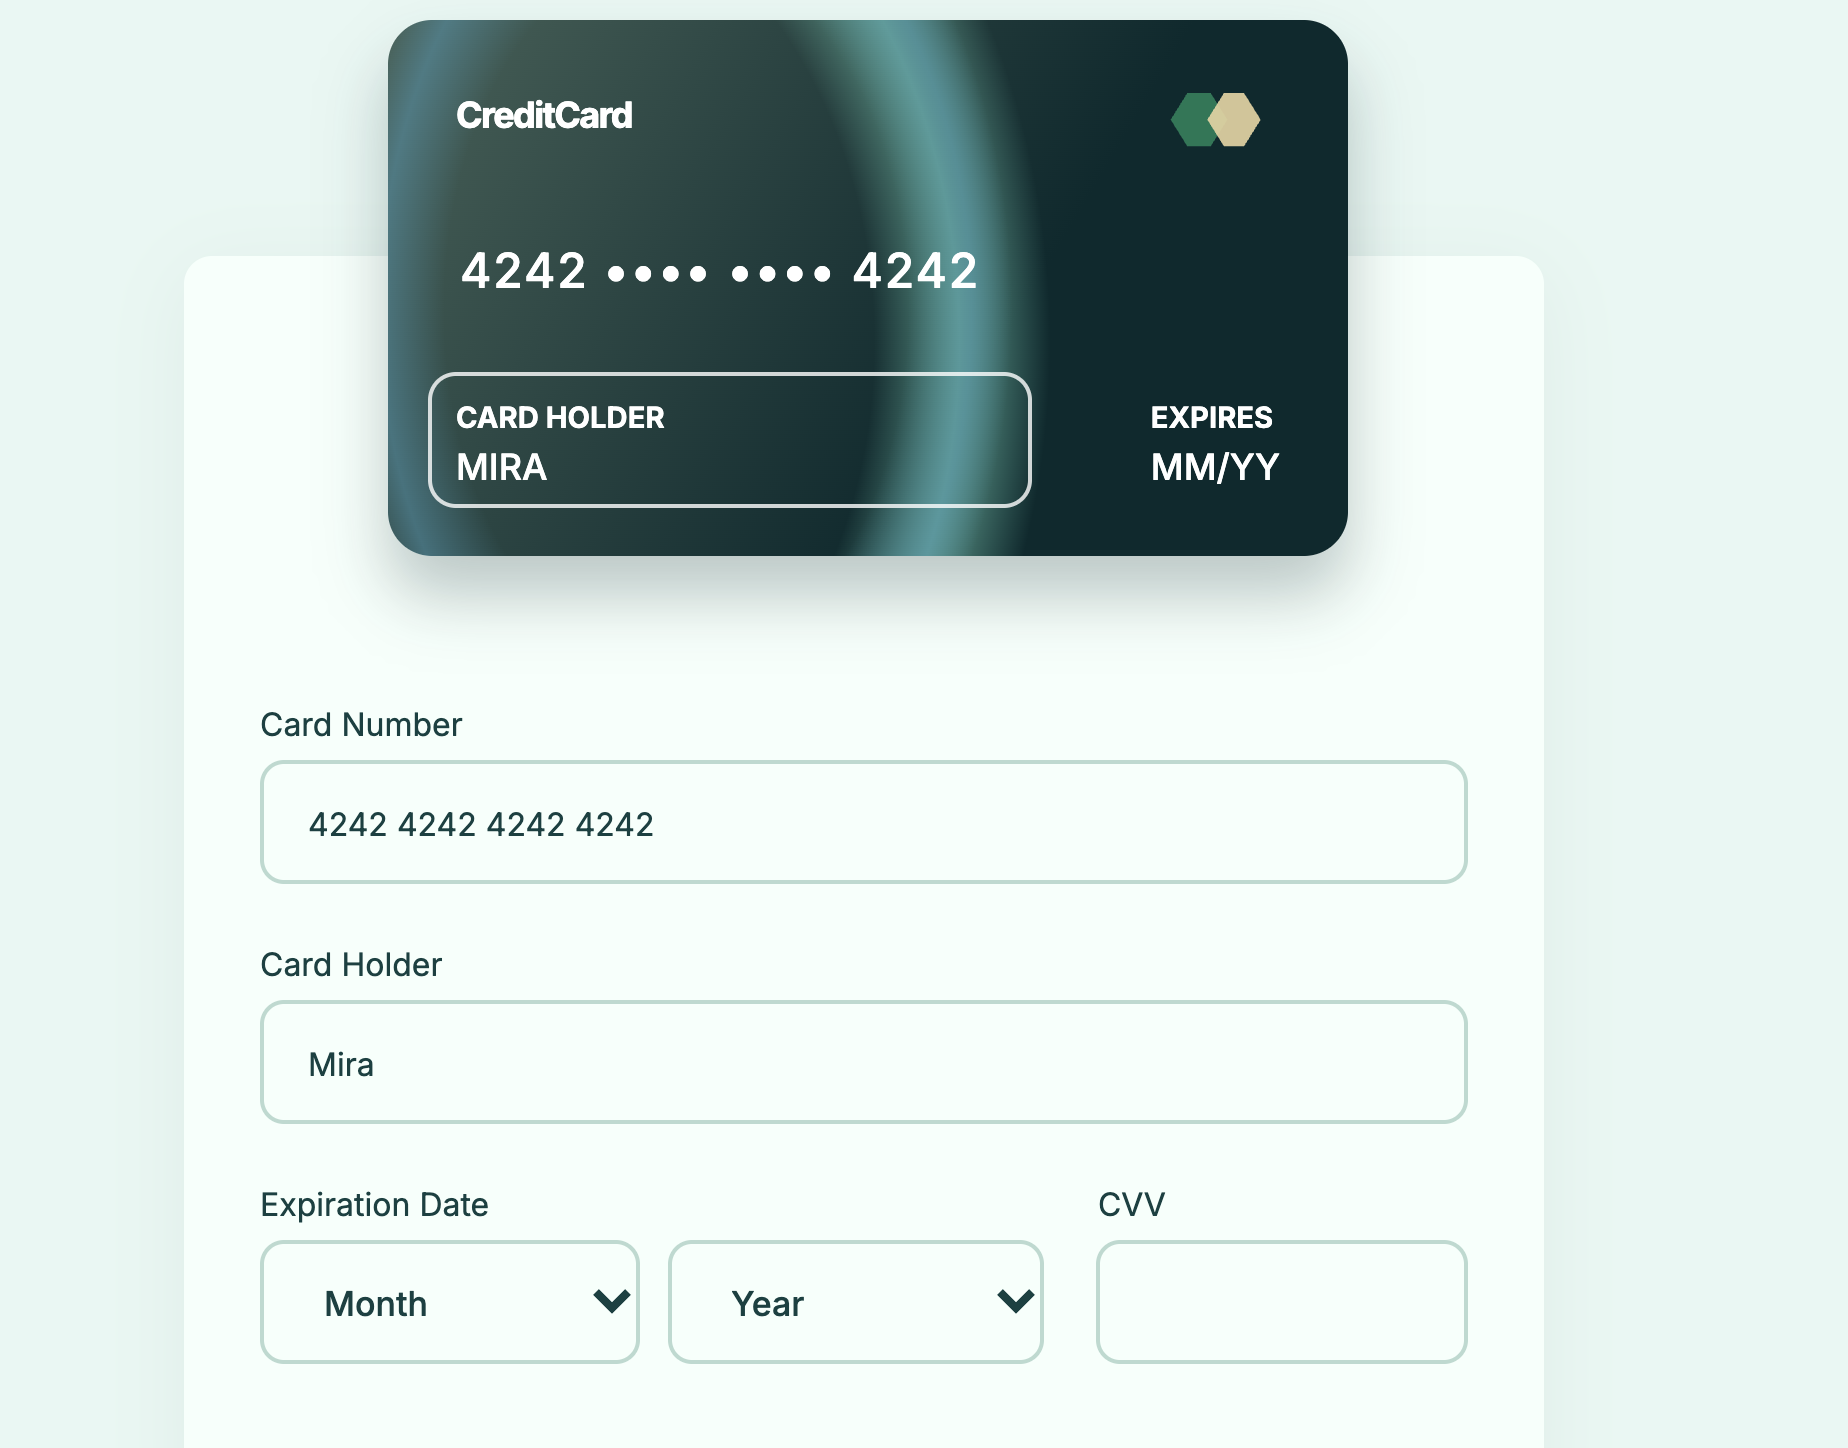 CreditCard
4242 •••• •••• 4242
CARD HOLDER
EXPIRES
MIRA
MM/YY
Card Number
4242 4242 4242 4242
Card Holder
Mira
Expiration Date
CVV
Month
Year